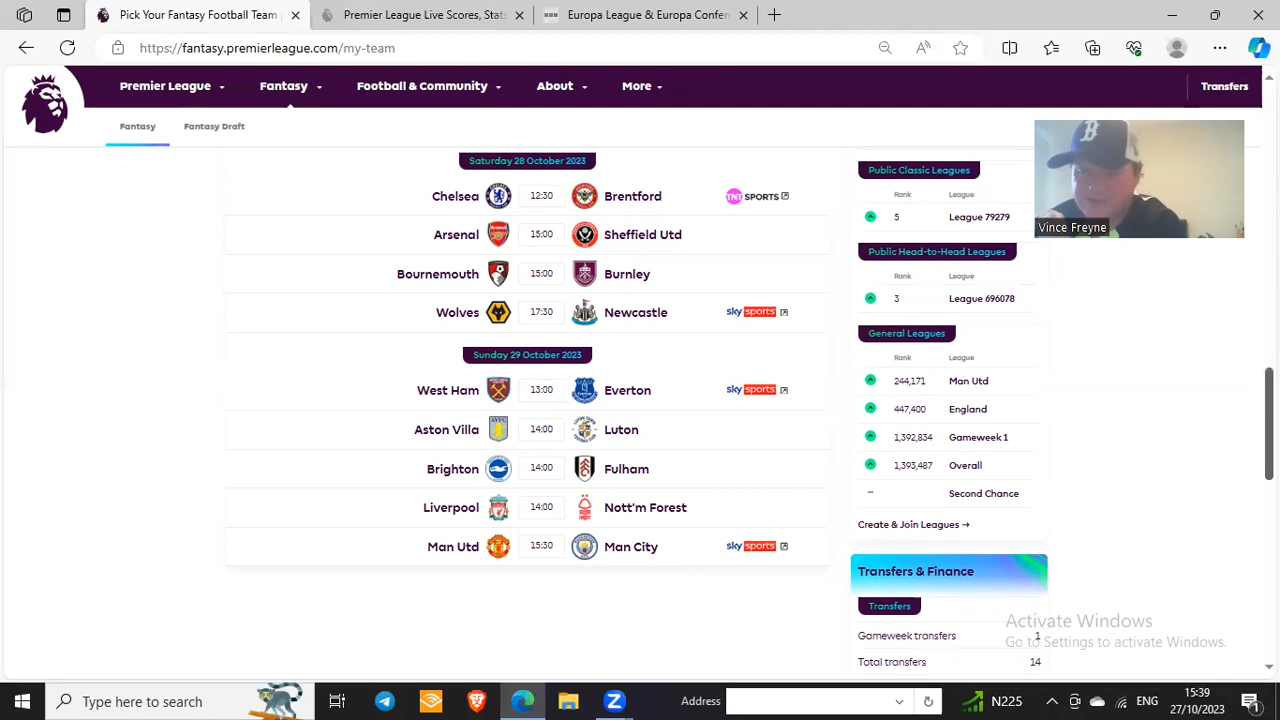 Pick Your Fantasy Team
Premier League Scores, Stats
Europa League & Europa Confere
https://fantasy.premierleague.com/my-team
Premier League Fantasy Football & Community About More Transfers
Fantasy Fantasy Draft
Saturday 28 October 2023
Chelsea 12:30 Brentford TNT SPORTS
Arsenal 15:00 Sheffield Utd
Bournemouth 15:00 Burnley
Wolves 17:30 Newcastle sky sports
Sunday 29 October 2023
West Ham 13:00 Everton sky sports
Aston Villa 14:00 Luton
Brighton 14:00 Fulham
Liverpool 14:00 Nott'm Forest
Man Utd 15:30 Man City sky sports
Vince Freyne
Public Classic Leagues
Rank League
5 League 79279
Public Head-to-Head Leagues
Rank League
3 League 696078
General Leagues
Rank League
244,171 Man Utd
447,400 England
1,392,834 Gameweek 1
1,393,487 Overall
-- Second Chance
Create & Join Leagues →
Transfers & Finance
Transfers
Gameweek transfers 1
Total transfers 14
Activate Windows
Go to Settings to activate Windows.
Type here to search
Address
N225
ENG
15:39
27/10/2023